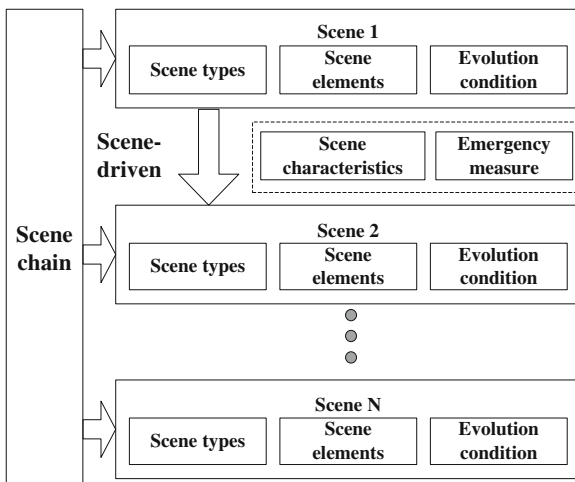 Scene
chain
Scene 1
Scene types
Scene
elements
Evolution
condition
Scene-
driven
Scene
characteristics
Emergency
measure
Scene 2
Scene types
Scene
elements
Evolution
condition
Scene N
Scene types
Scene
elements
Evolution
condition